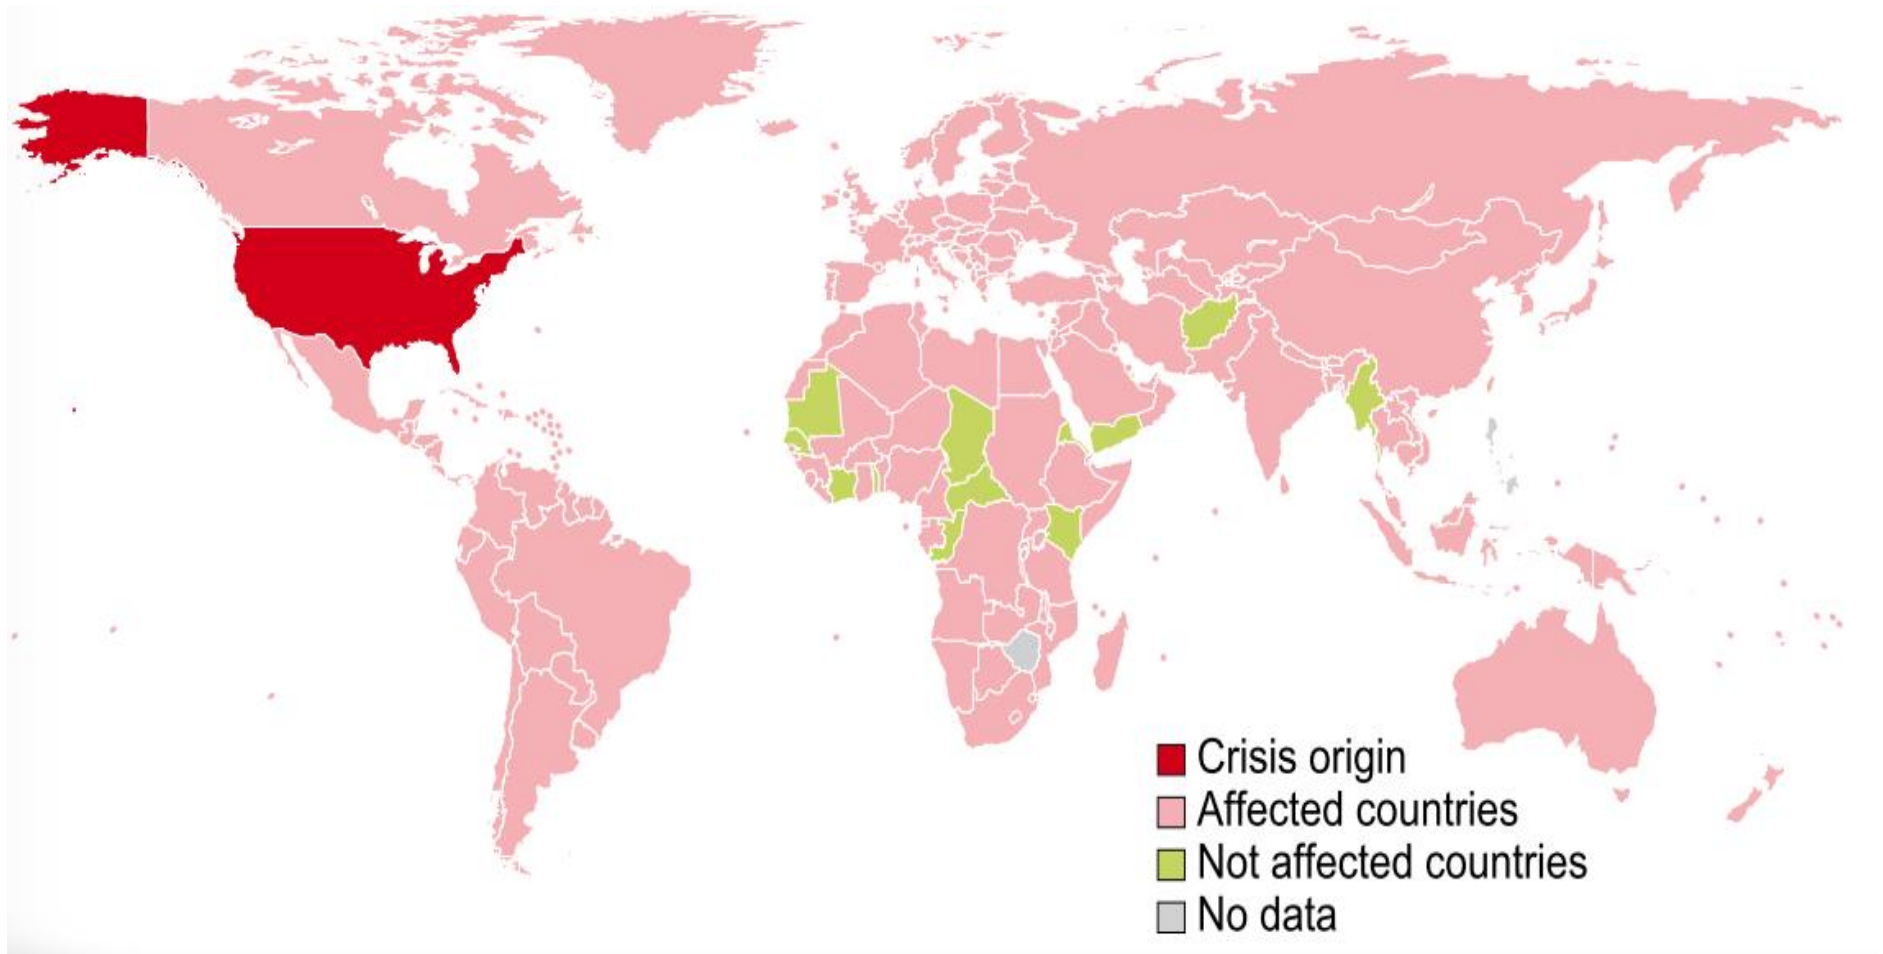 Crisis origin
Affected countries
Not affected countries
No data